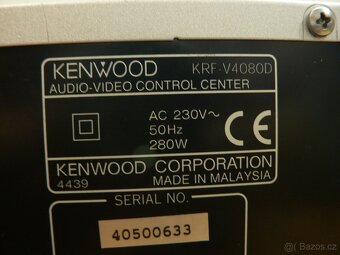 KENWOOD KRF-V4080D
AUDIO-VIDEO CONTROL CENTER
AC 230V~
50Hz
280W
CE
KENWOOD CORPORATION
4439 MADE IN MALAYSIA
SERIAL NO.
40500633
Bazos.cz